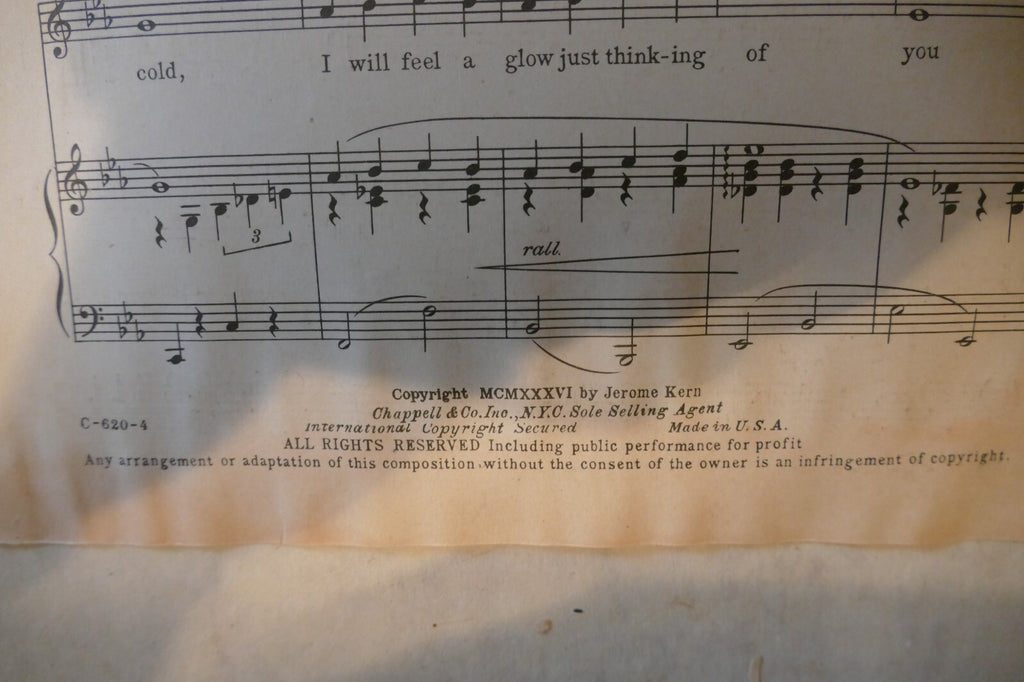 cold, I will feel a glow just think-ing of you
3
rall.
Copyright MCMXXXVI by Jerome Kern
Chappell & Co. Inc., N.Y.C. Sole Selling Agent
International Copyright Secured Made in U. S. A.
C-620-4
ALL RIGHTS RESERVED Including public performance for profit
Any arrangement or adaptation of this composition without the consent of the owner is an infringement of copyright.